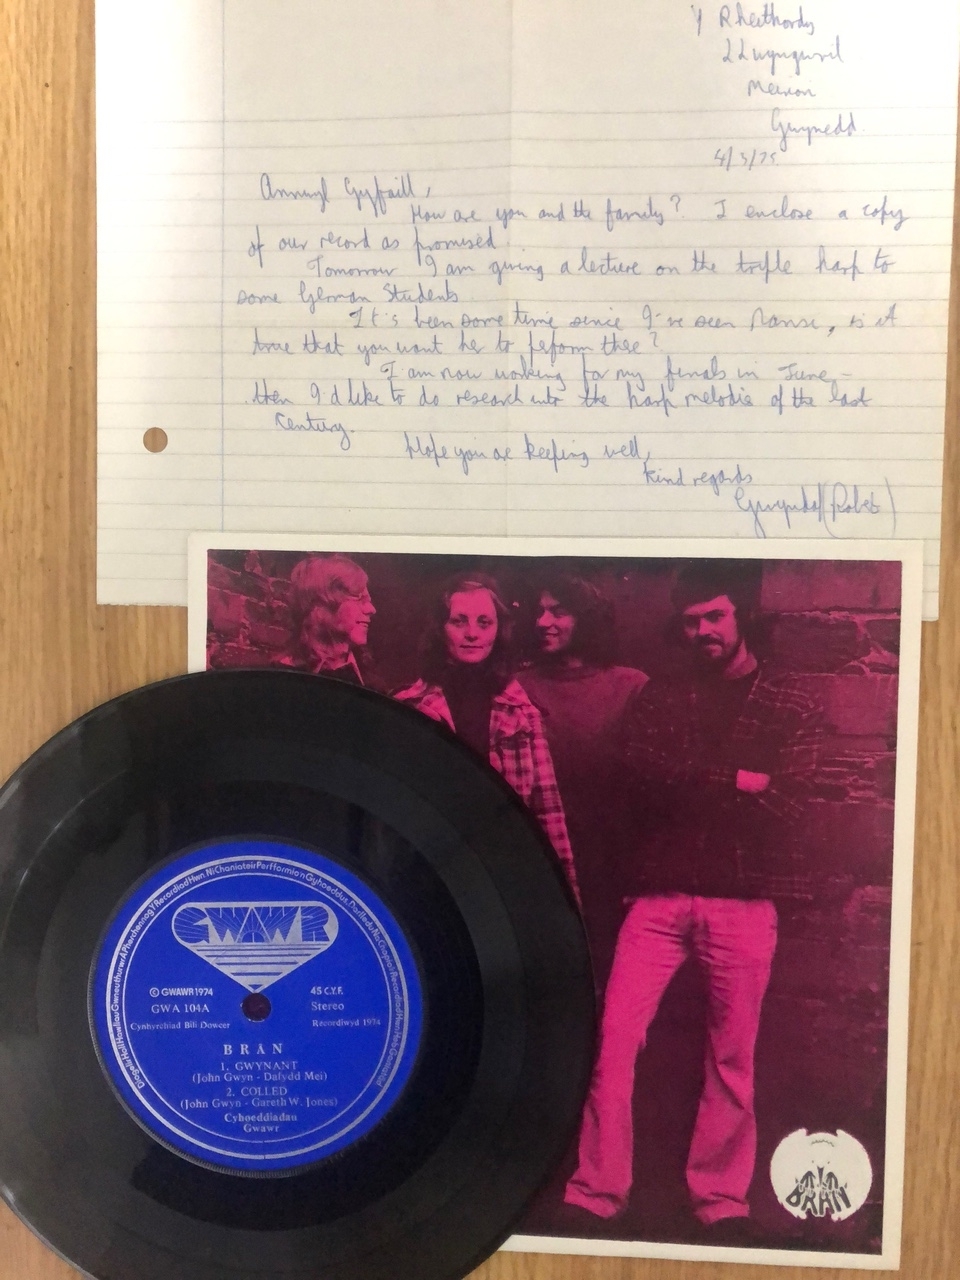 Y Rheithordy
Llwyngwril
Meirion
Gwynedd
4/3/75
Annwyl Gyfaill,
How are you and the family? I enclose a copy
of our record as promised
Tomorrow I am giving a lecture on the triple harp to
some German Students
It's been some time since I've seen Nansi, is it
true that you want her to perform there?
I am now working for my finals in June –
then I'd like to do research into the harp melodies of the last
Century.
Hope you are keeping well,
Kind regards
Gwyndaf (Roberts)
BRÂN
GWAWR
© GWAWR 1974
45 C.Y.F.
GWA 104A
Stereo
Cynhyrchiad Bili Dowcer
Recordiwyd 1974
BRÂN
1. GWYNANT
(John Gwyn - Dafydd Mei)
2. COLLED
(John Gwyn - Gareth W. Jones)
Cyhoeddiadau
Gwawr